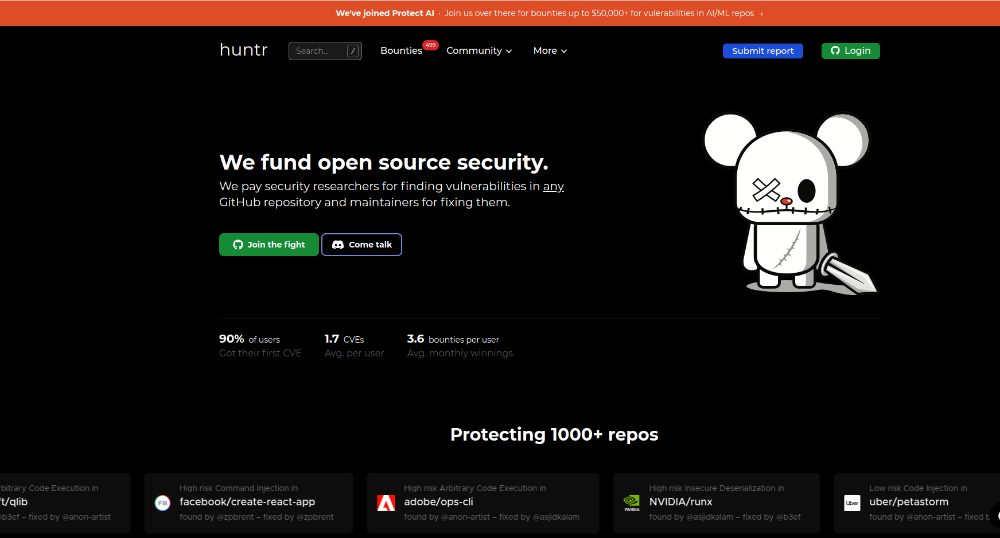 We've joined Protect AI · Join us over there for bounties up to $50,000+ for vulerabilities in AI/ML repos →
huntr Search... / Bounties 499 Community More Submit report Login
We fund open source security.
We pay security researchers for finding vulnerabilities in any
GitHub repository and maintainers for fixing them.
Join the fight Come talk
90% of users 1.7 CVEs 3.6 bounties per user
Got their first CVE Avg. per user Avg. monthly winnings
Protecting 1000+ repos
rbitrary Code Execution in
ft/qlib
@b3ef – fixed by @anon-artist
FB
High risk Command Injection in
facebook/create-react-app
found by @zpbrent – fixed by @zpbrent
High risk Arbitrary Code Execution in
adobe/ops-cli
found by @anon-artist – fixed by @asjidkalam
NVIDIA
High risk Insecure Deserialization in
NVIDIA/runx
found by @asjidkalam – fixed by @b3ef
Uber
Low risk Code Injection in
uber/petastorm
found by @anon-artist – fixed b